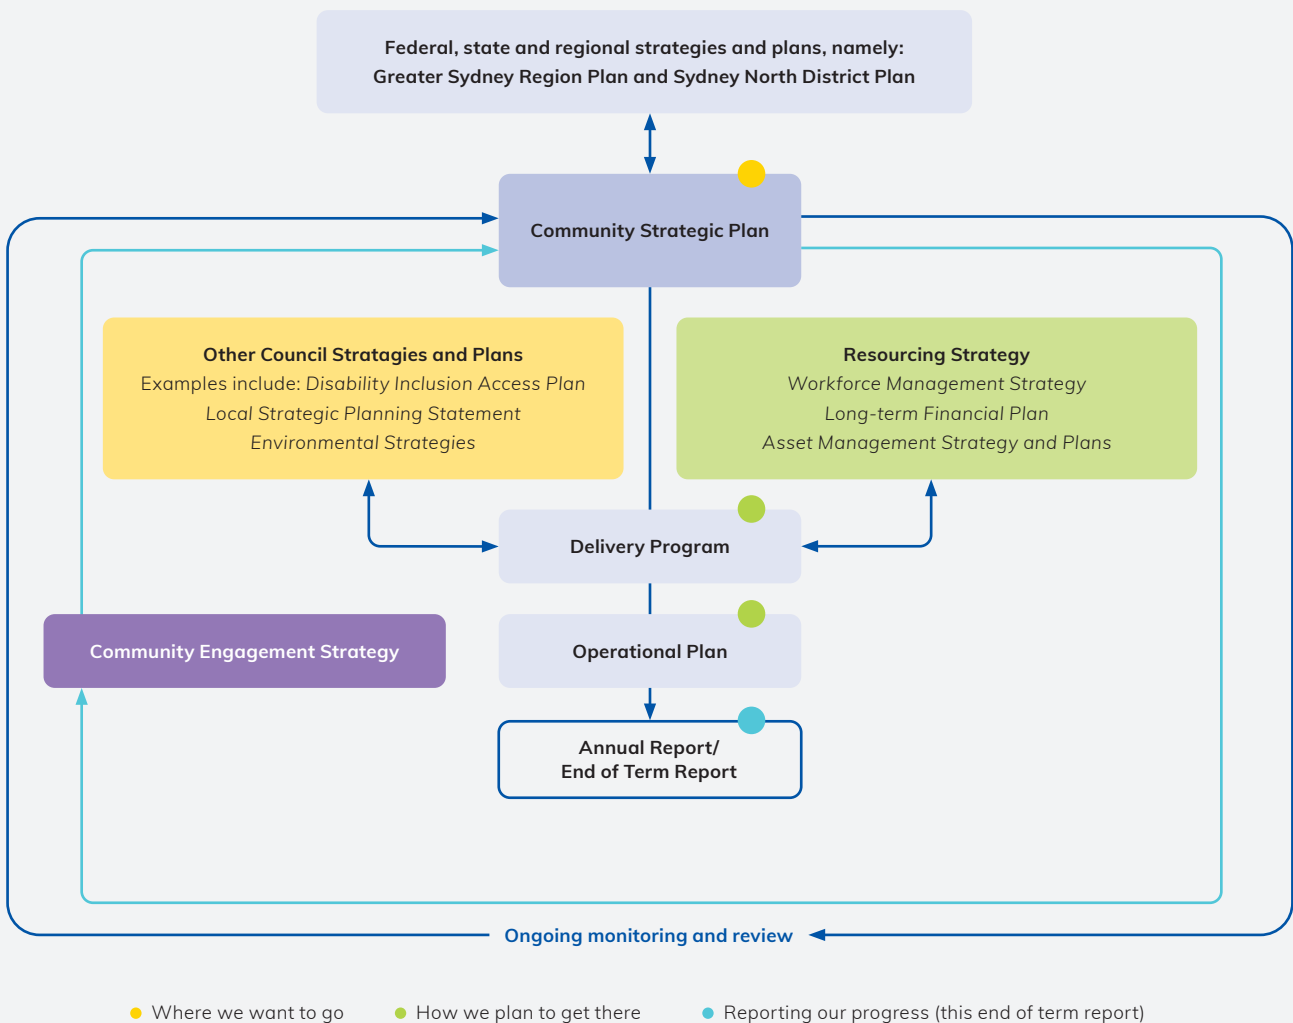 Federal, state and regional strategies and plans, namely:
Greater Sydney Region Plan and Sydney North District Plan
Community Strategic Plan
Other Council Stratagies and Plans
Examples include: Disability Inclusion Access Plan
Local Strategic Planning Statement
Environmental Strategies
Resourcing Strategy
Workforce Management Strategy
Long-term Financial Plan
Asset Management Strategy and Plans
Delivery Program
Community Engagement Strategy
Operational Plan
Annual Report/
End of Term Report
Ongoing monitoring and review
Where we want to go
How we plan to get there
Reporting our progress (this end of term report)